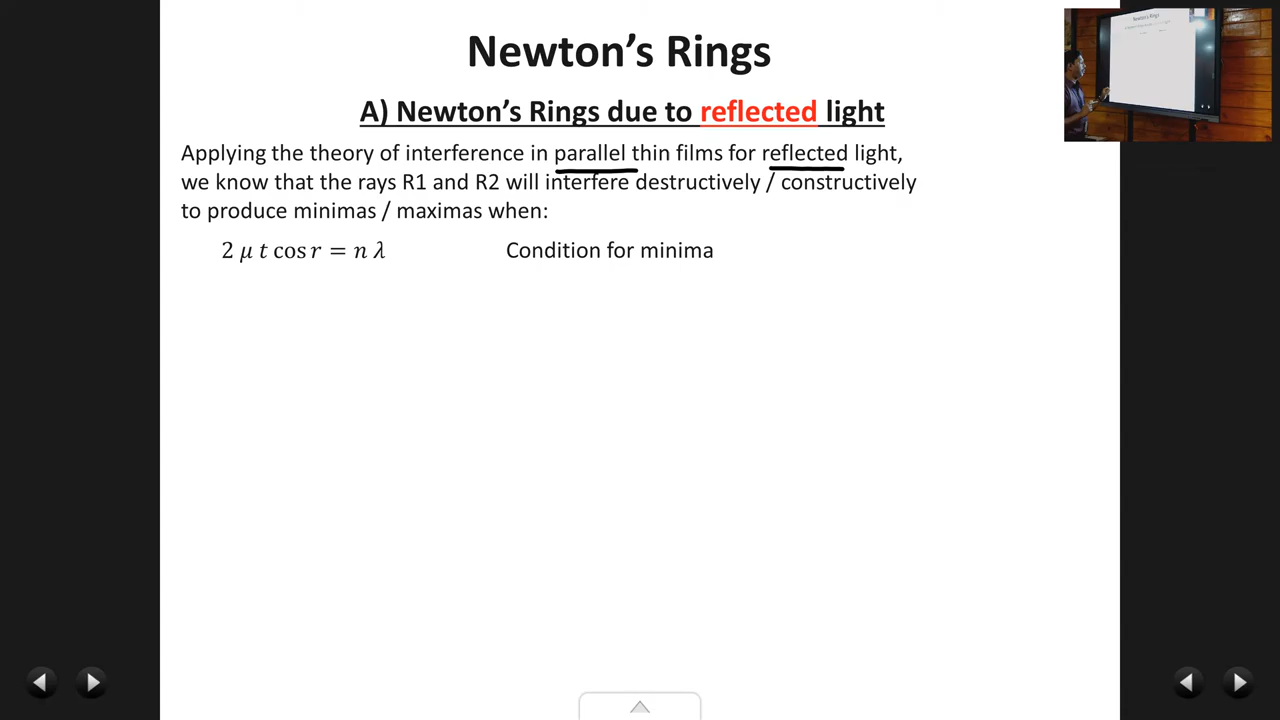 Newton's Rings
A) Newton's Rings due to reflected light
Applying the theory of interference in parallel thin films for reflected light,
we know that the rays R1 and R2 will interfere destructively / constructively
to produce minimas / maximas when:
2 μ t cos r = n λ Condition for minima
Newton's Rings